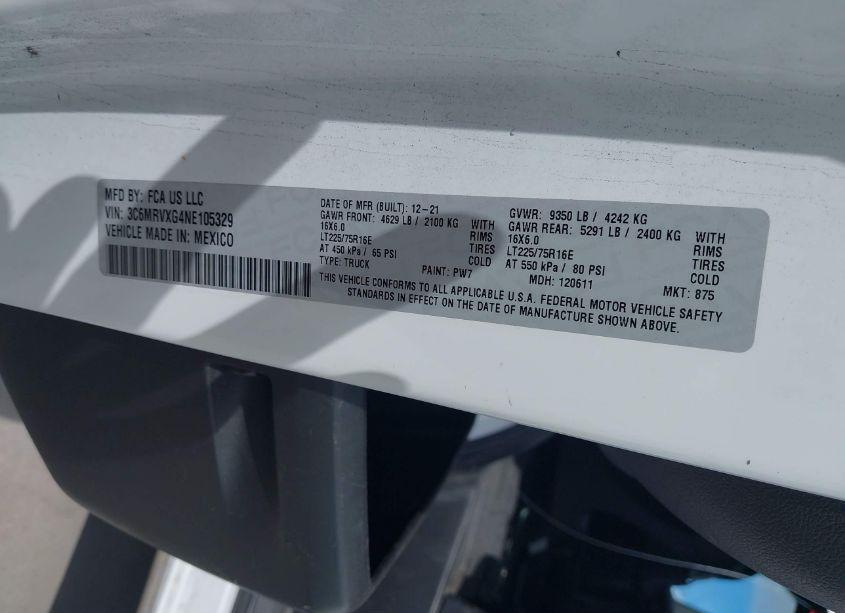 MFD BY: FCA US LLC
VIN: 3C6MRVXG4NE105329
VEHICLE MADE IN: MEXICO
DATE OF MFR (BUILT): 12-21
GAWR FRONT: 4629 LB / 2100 KG WITH
16X6.0 RIMS
LT225/75R16E TIRES
AT 450 kPa / 65 PSI COLD
TYPE: TRUCK PAINT: PW7
GVWR: 9350 LB / 4242 KG
GAWR REAR: 5291 LB / 2400 KG WITH
16X6.0 RIMS
LT225/75R16E TIRES
AT 550 kPa / 80 PSI COLD
MDH: 120611 MKT: 875
THIS VEHICLE CONFORMS TO ALL APPLICABLE U.S.A. FEDERAL MOTOR VEHICLE SAFETY
STANDARDS IN EFFECT ON THE DATE OF MANUFACTURE SHOWN ABOVE.